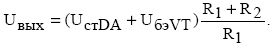 Uвых = (UстDA + UбэVT) (R1 + R2) / R1.